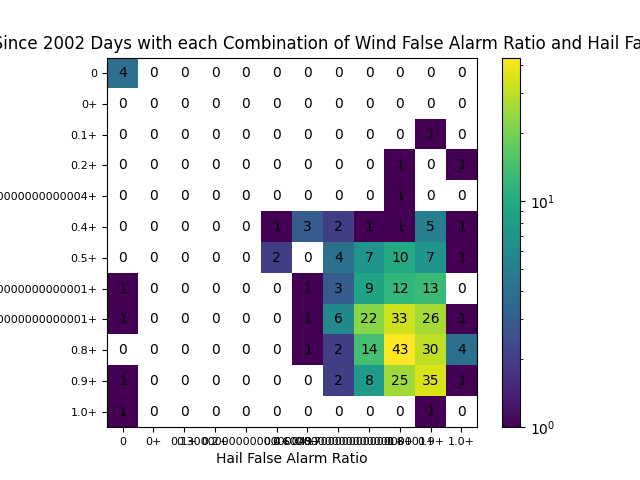 Since 2002 Days with each Combination of Wind False Alarm Ratio and Hail Fa
0 4 0 0 0 0 0 0 0 0 0 0 0
0+ 0 0 0 0 0 0 0 0 0 0 0 0
0.1+ 0 0 0 0 0 0 0 0 0 0 1 0
0.2+ 0 0 0 0 0 0 0 0 0 1 0 1
0000000000004+ 0 0 0 0 0 0 0 0 0 1 0 0
0.4+ 0 0 0 0 0 1 3 2 1 1 5 1
0.5+ 0 0 0 0 0 2 0 4 7 10 7 1
0000000000001+ 1 0 0 0 0 0 1 3 9 12 13 0
0000000000001+ 1 0 0 0 0 0 1 6 22 33 26 1
0.8+ 0 0 0 0 0 0 1 2 14 43 30 4
0.9+ 1 0 0 0 0 0 0 2 8 25 35 1
1.0+ 1 0 0 0 0 0 0 0 0 0 1 0
0 0+ 1.0+
Hail False Alarm Ratio
10¹
10⁰